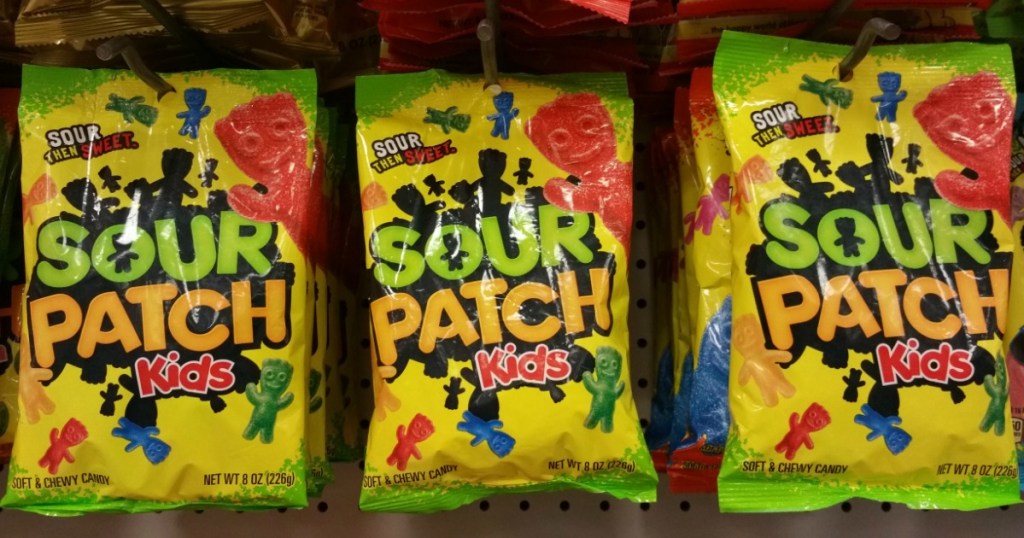 SOUR
THEN SWEET.
SOUR
PATCH
Kids
SOFT & CHEWY CANDY
NET WT 8 OZ (226g)
SOUR
THEN SWEET.
SOUR
PATCH
Kids
SOFT & CHEWY CANDY
NET WT 8 OZ (226g)
SOUR
THEN SWEET.
SOUR
PATCH
Kids
SOFT & CHEWY CANDY
NET WT 8 OZ (226g)